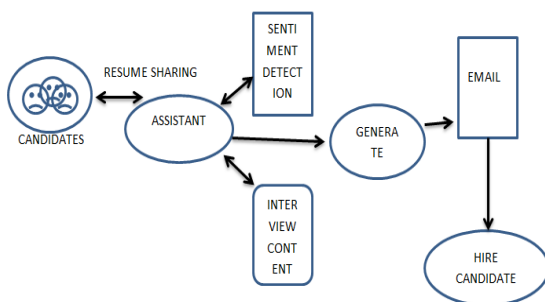 RESUME SHARING
CANDIDATES
ASSISTANT
SENTI
MENT
DETECT
ION
INTER
VIEW
CONT
ENT
GENERA
TE
EMAIL
HIRE
CANDIDATE